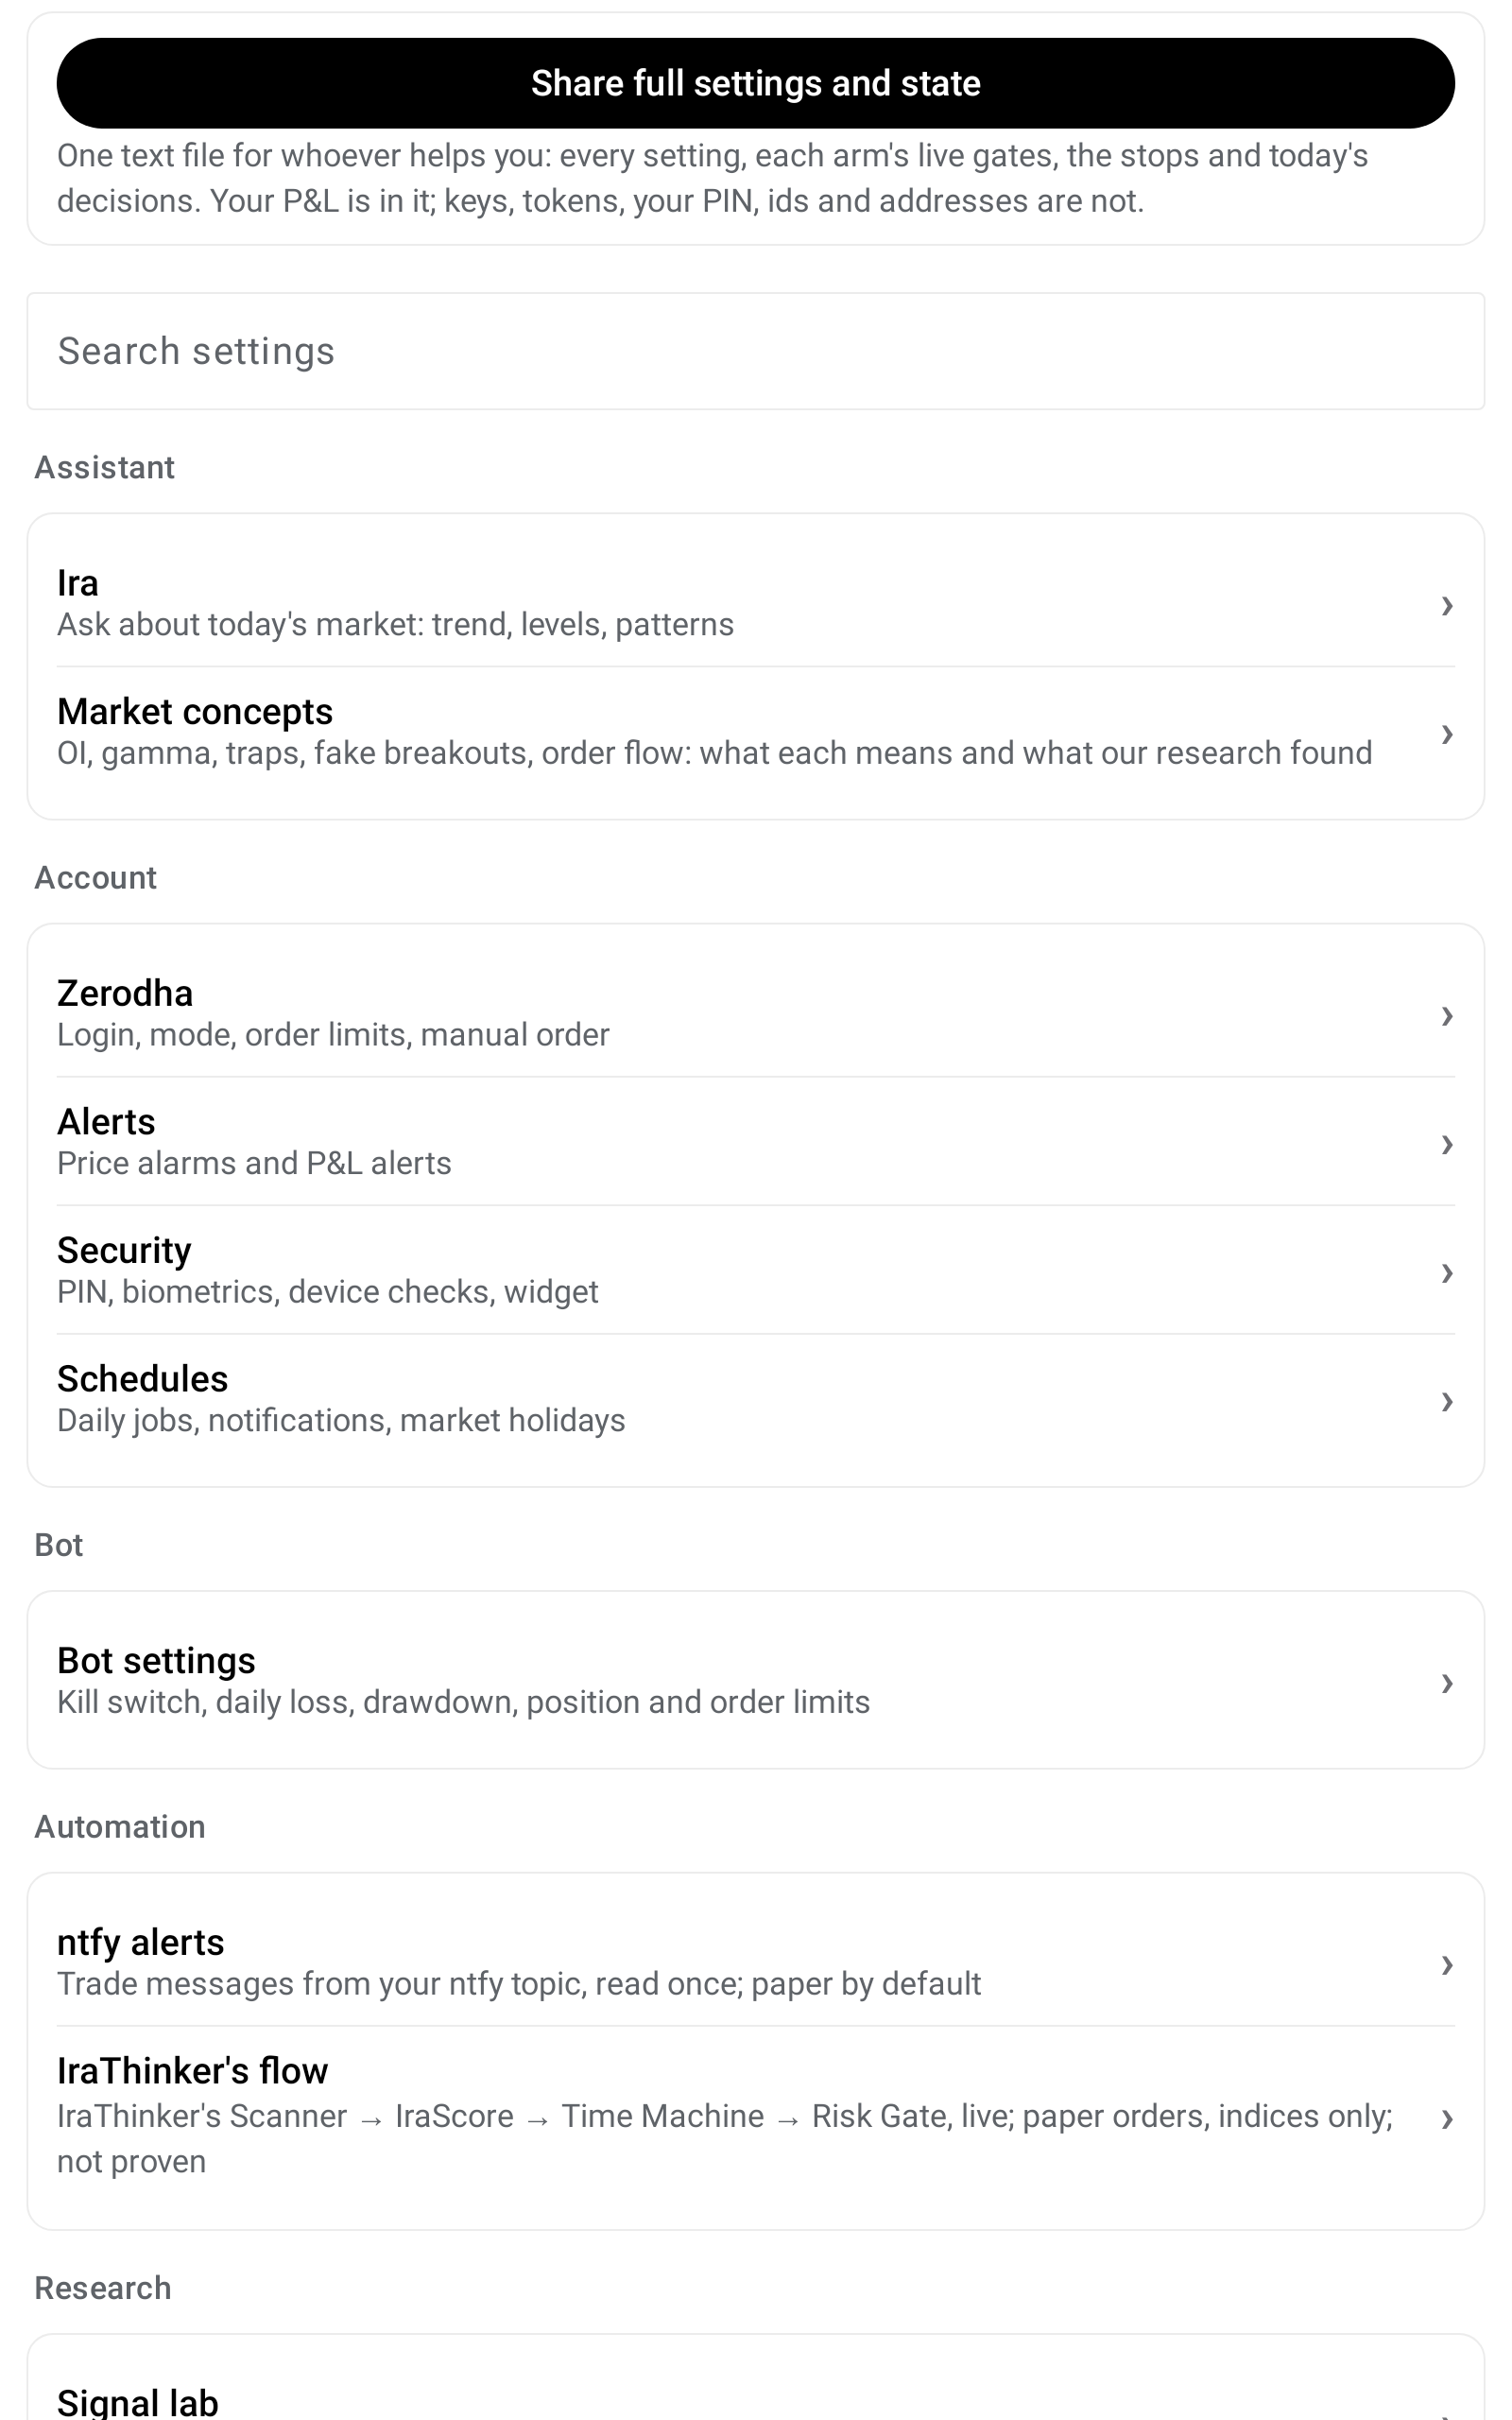 Share full settings and state
One text file for whoever helps you: every setting, each arm's live gates, the stops and today's
decisions. Your P&L is in it; keys, tokens, your PIN, ids and addresses are not.
Search settings
Assistant
Ira
Ask about today's market: trend, levels, patterns
›
Market concepts
OI, gamma, traps, fake breakouts, order flow: what each means and what our research found
›
Account
Zerodha
Login, mode, order limits, manual order
›
Alerts
Price alarms and P&L alerts
›
Security
PIN, biometrics, device checks, widget
›
Schedules
Daily jobs, notifications, market holidays
›
Bot
Bot settings
Kill switch, daily loss, drawdown, position and order limits
›
Automation
ntfy alerts
Trade messages from your ntfy topic, read once; paper by default
›
IraThinker's flow
IraThinker's Scanner → IraScore → Time Machine → Risk Gate, live; paper orders, indices only;
not proven
›
Research
Signal lab